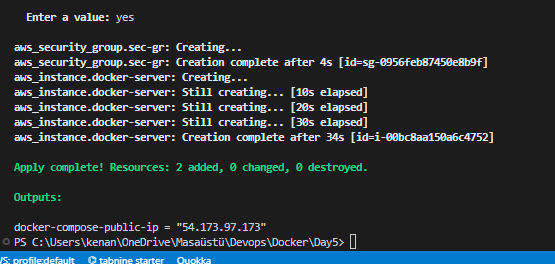 Enter a value: yes
aws_security_group.sec-gr: Creating...
aws_security_group.sec-gr: Creation complete after 4s [id=sg-0956feb87450e8b9f]
aws_instance.docker-server: Creating...
aws_instance.docker-server: Still creating... [10s elapsed]
aws_instance.docker-server: Still creating... [20s elapsed]
aws_instance.docker-server: Still creating... [30s elapsed]
aws_instance.docker-server: Creation complete after 34s [id=i-00bc8aa150a6c4752]
Apply complete! Resources: 2 added, 0 changed, 0 destroyed.
Outputs:
docker-compose-public-ip = "54.173.97.173"
PS C:\Users\kenan\OneDrive\Masaüstü\Devops\Docker\Day5>
WS: profile:default tabnine starter Quokka